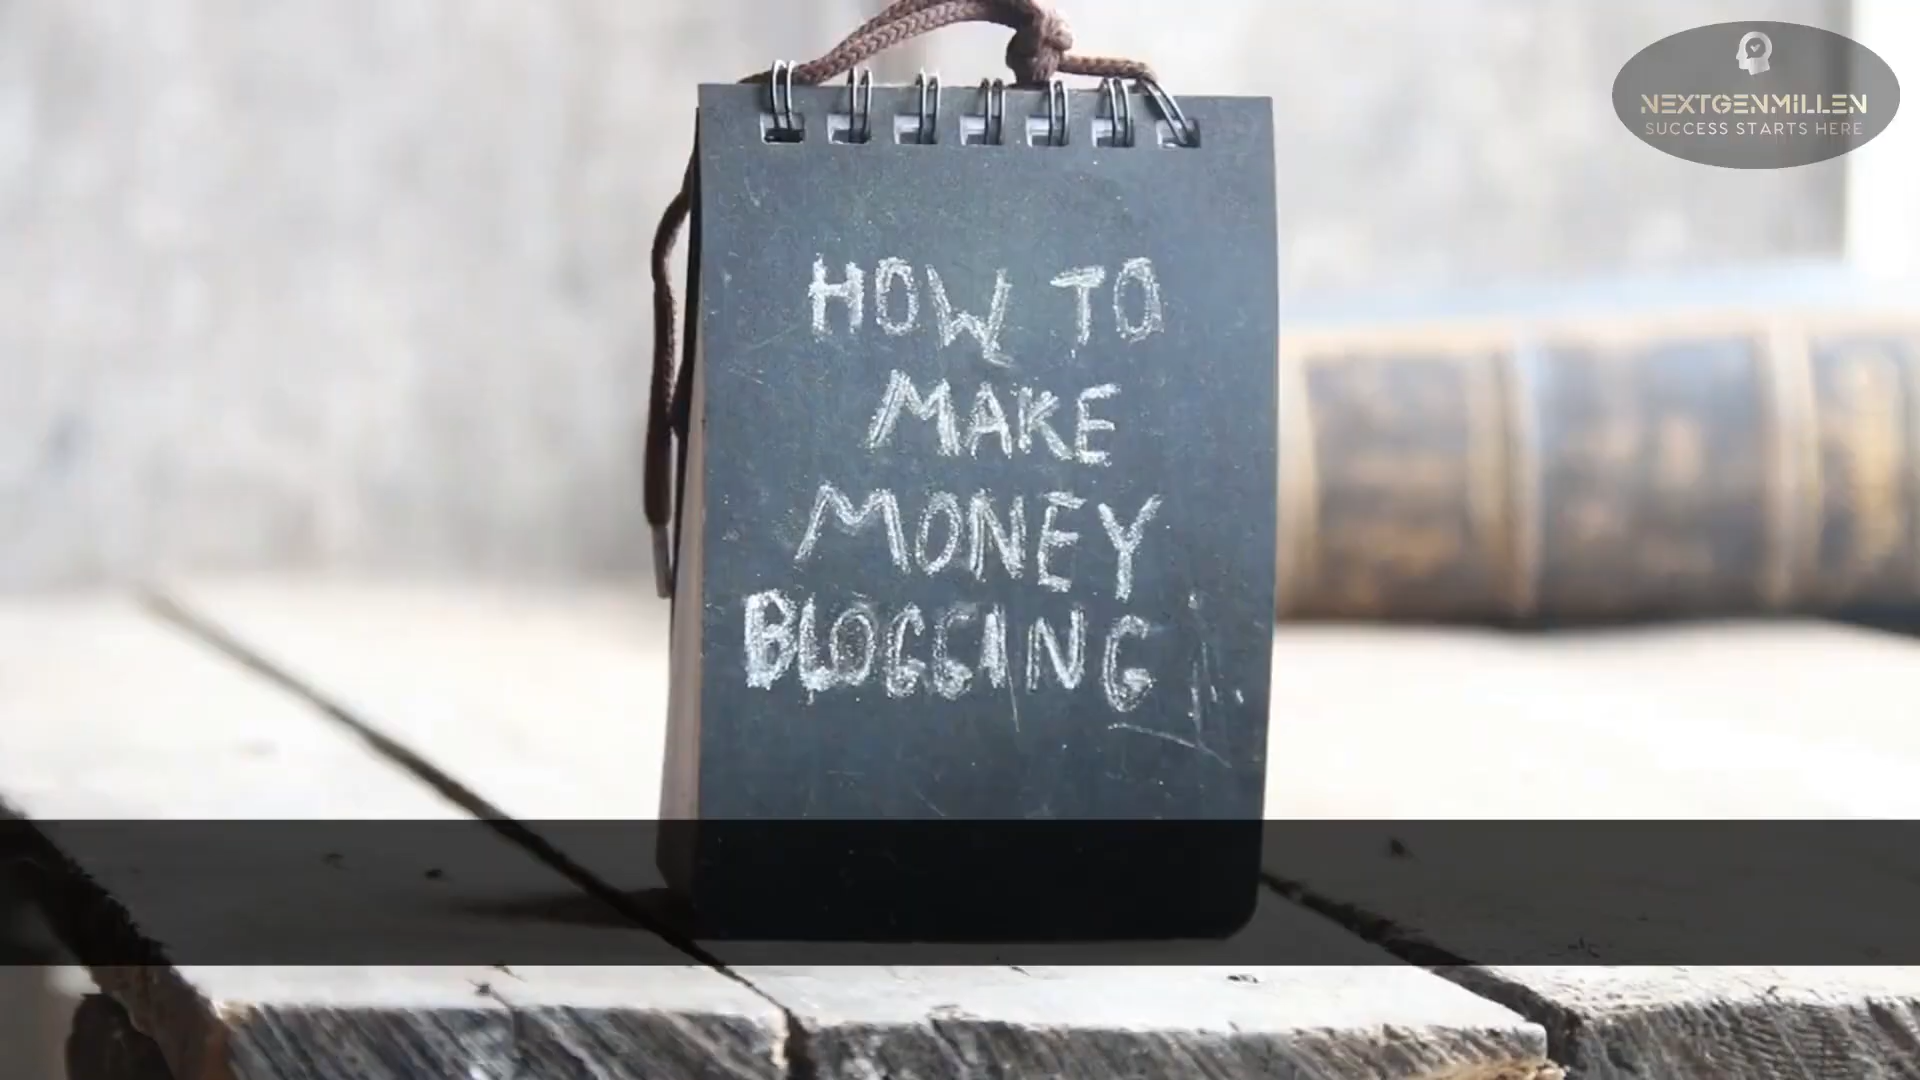 NEXTGENMILLEN
SUCCESS STARTS HERE
HOW TO
MAKE
MONEY
BLOGGING